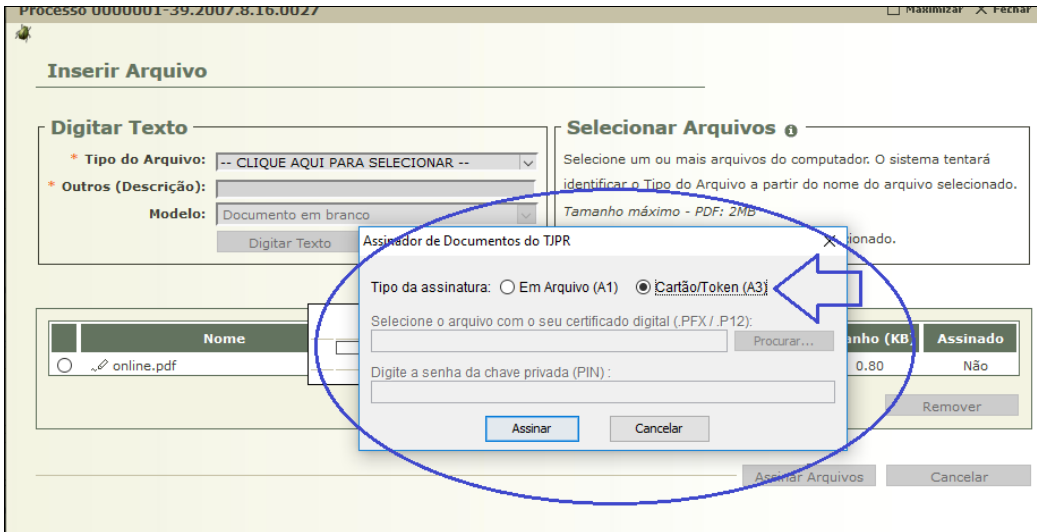 Processo 0000001-39.2007.8.16.0027
Maximizar X Fechar
Inserir Arquivo
Digitar Texto
* Tipo do Arquivo: -- CLIQUE AQUI PARA SELECIONAR --
* Outros (Descrição):
Modelo: Documento em branco
Digitar Texto
Selecionar Arquivos
Selecione um ou mais arquivos do computador. O sistema tentará
identificar o Tipo do Arquivo a partir do nome do arquivo selecionado.
Tamanho máximo - PDF: 2MB
Assinador de Documentos do TJPR
Tipo da assinatura: Em Arquivo (A1) Cartão/Token (A3)
Selecione o arquivo com o seu certificado digital (.PFX / .P12):
Procurar...
Digite a senha da chave privada (PIN) :
Assinar Cancelar
Nome (KB) Assinado
online.pdf 0.80 Não
Remover
Assinar Arquivos Cancelar